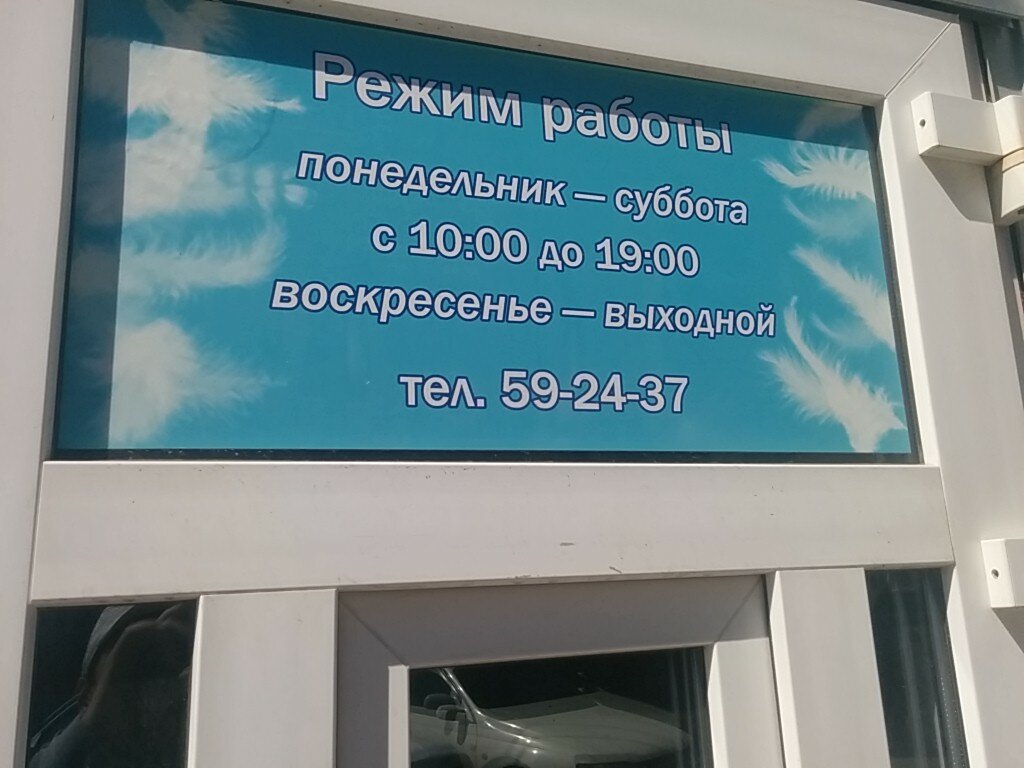 Режим работы
понедельник — суббота
с 10:00 до 19:00
воскресенье — выходной
тел. 59-24-37